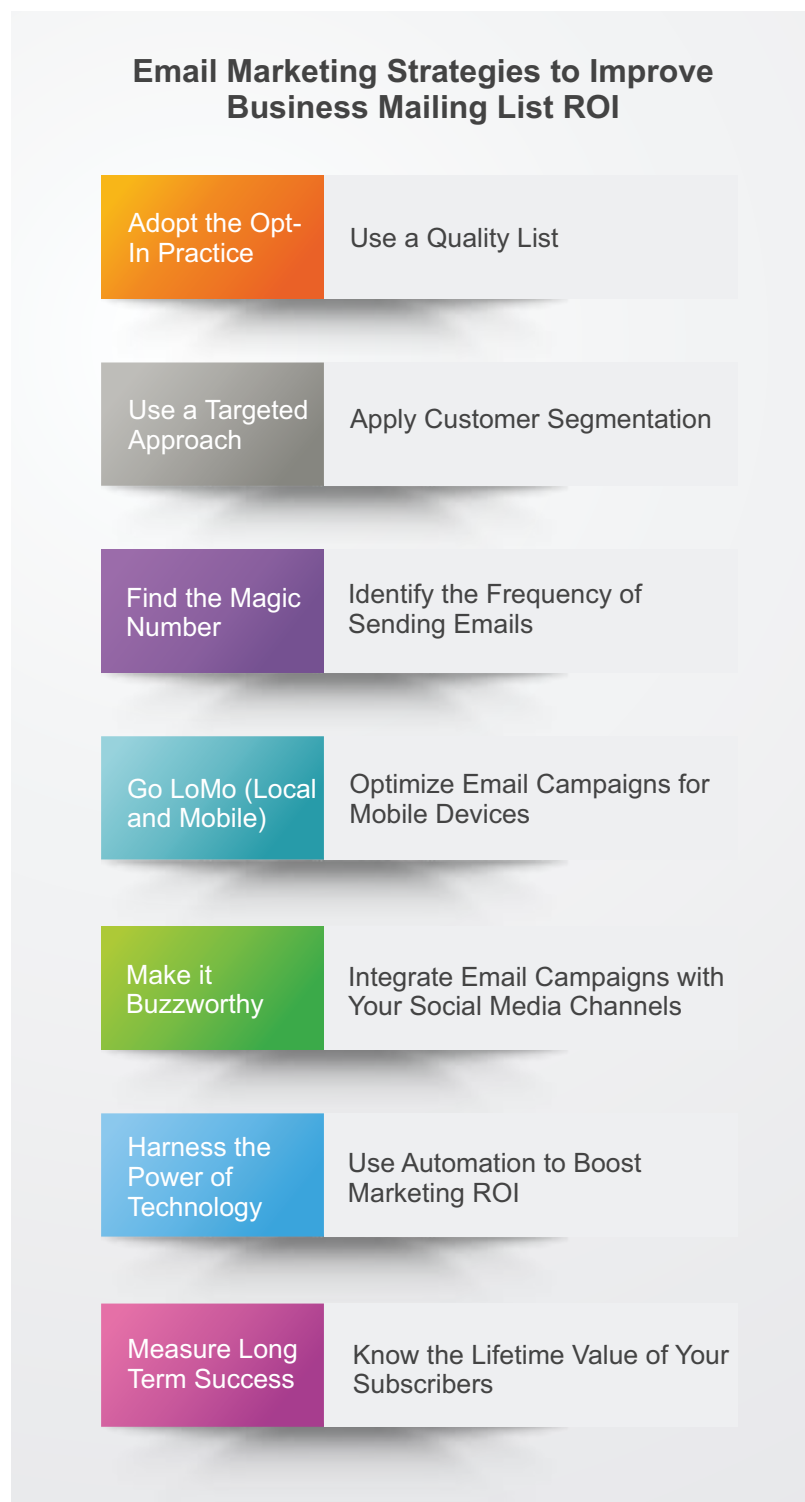 Email Marketing Strategies to Improve
Business Mailing List ROI
Adopt the Opt-
In Practice
Use a Quality List
Use a Targeted
Approach
Apply Customer Segmentation
Find the Magic
Number
Identify the Frequency of
Sending Emails
Go LoMo (Local
and Mobile)
Optimize Email Campaigns for
Mobile Devices
Make it
Buzzworthy
Integrate Email Campaigns with
Your Social Media Channels
Harness the
Power of
Technology
Use Automation to Boost
Marketing ROI
Measure Long
Term Success
Know the Lifetime Value of Your
Subscribers